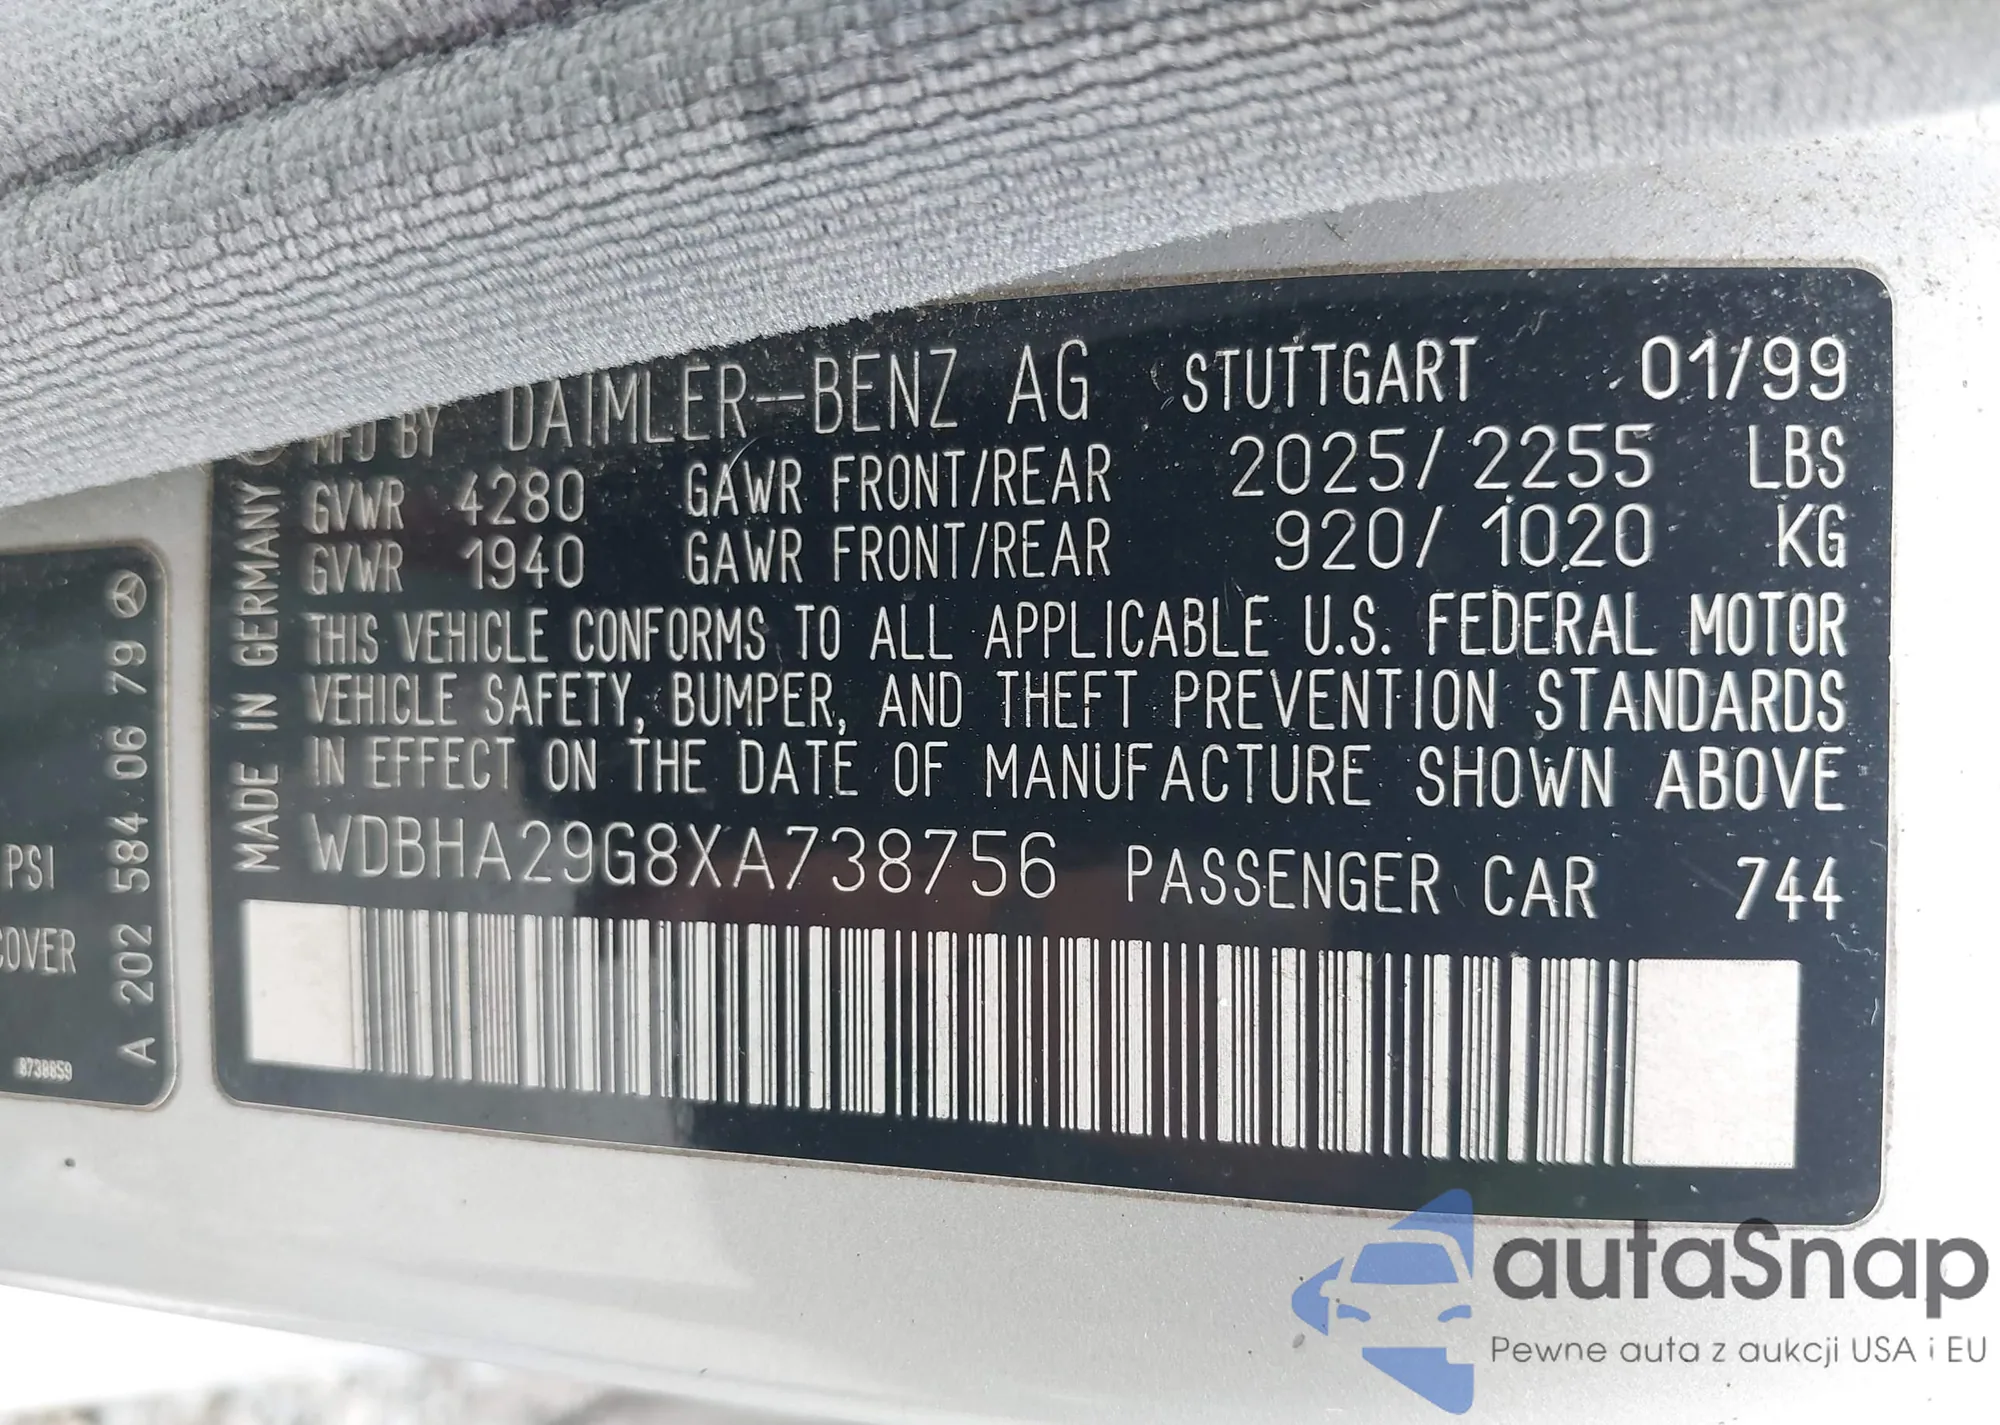 MFD BY DAIMLER-BENZ AG STUTTGART 01/99
GVWR 4280 GAWR FRONT/REAR 2025/2255 LBS
GVWR 1940 GAWR FRONT/REAR 920/1020 KG
THIS VEHICLE CONFORMS TO ALL APPLICABLE U.S. FEDERAL MOTOR
VEHICLE SAFETY, BUMPER, AND THEFT PREVENTION STANDARDS
IN EFFECT ON THE DATE OF MANUFACTURE SHOWN ABOVE
WDBHA29G8XA738756 PASSENGER CAR 744
MADE IN GERMANY
A 202 584 06 79
PSI
COVER
8738859
autaSnap
Pewne auta z aukcji USA i EU